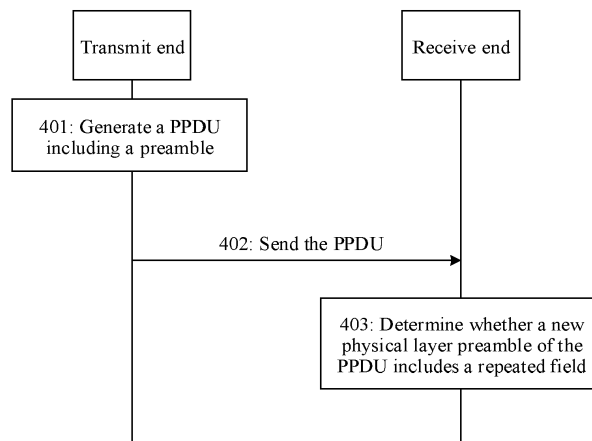 Transmit end
Receive end
401: Generate a PPDU
including a preamble
402: Send the PPDU
403: Determine whether a new
physical layer preamble of the
PPDU includes a repeated field